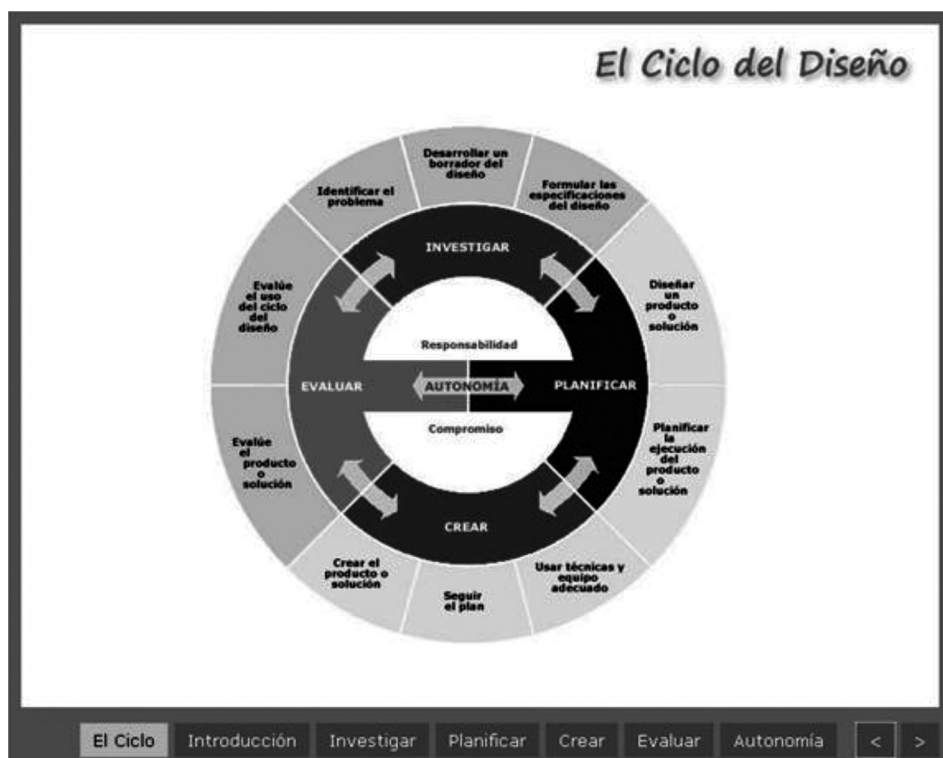 El Ciclo del Diseño
Desarrollar un
borrador del
diseño
Identificar el
problema
Formular las
especificaciones
del diseño
INVESTIGAR
Evalúe
el uso
del ciclo
del
diseño
Diseñar
un
producto
o
solución
Responsabilidad
EVALUAR
AUTONOMÍA
PLANIFICAR
Compromiso
Evalúe
el
producto
o
solución
Planificar
la
ejecución
del
producto
o
solución
CREAR
Crear el
producto o
solución
Seguir
el plan
Usar técnicas y
equipo
adecuado
El Ciclo Introducción Investigar Planificar Crear Evaluar Autonomía < >